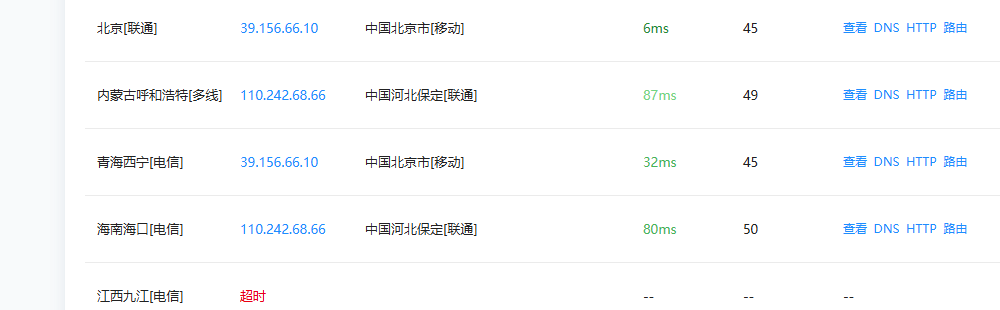 北京[联通] 39.156.66.10 中国北京市[移动] 6ms 45 查看 DNS HTTP 路由
内蒙古呼和浩特[多线] 110.242.68.66 中国河北保定[联通] 87ms 49 查看 DNS HTTP 路由
青海西宁[电信] 39.156.66.10 中国北京市[移动] 32ms 45 查看 DNS HTTP 路由
海南海口[电信] 110.242.68.66 中国河北保定[联通] 80ms 50 查看 DNS HTTP 路由
江西九江[电信] 超时 -- -- --